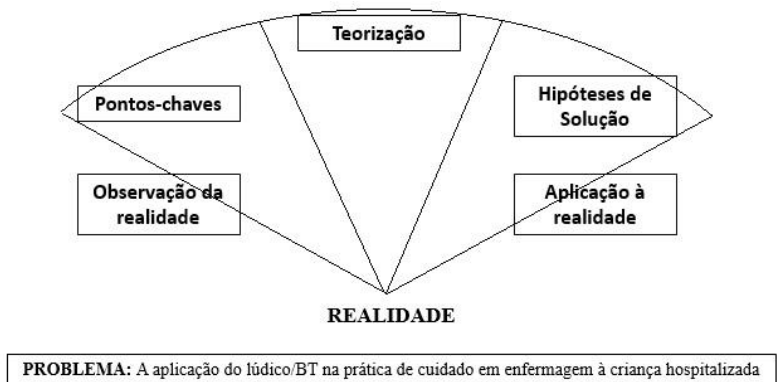 Teorização
Pontos-chaves
Hipóteses de
Solução
Observação da
realidade
Aplicação à
realidade
REALIDADE
PROBLEMA: A aplicação do lúdico/BT na prática de cuidado em enfermagem à criança hospitalizada